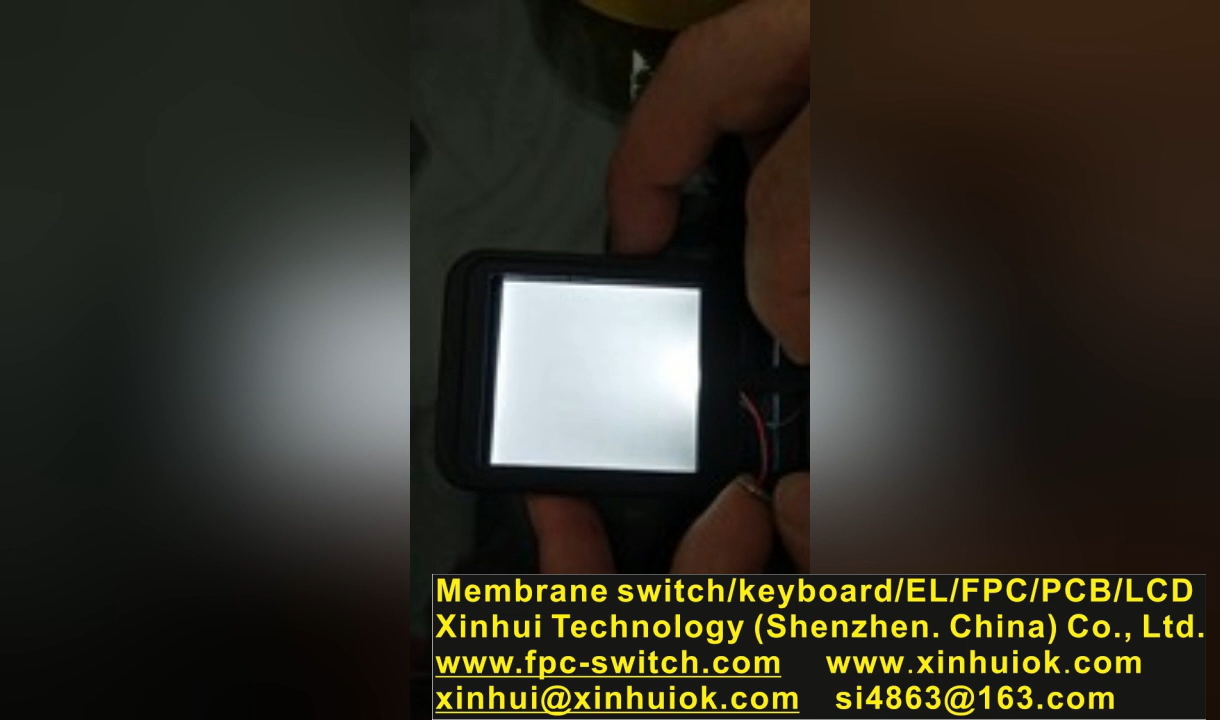 Membrane switch/keyboard/EL/FPC/PCB/LCD
Xinhui Technology (Shenzhen. China) Co., Ltd.
www.fpc-switch.com www.xinhuiok.com
xinhui@xinhuiok.com si4863@163.com